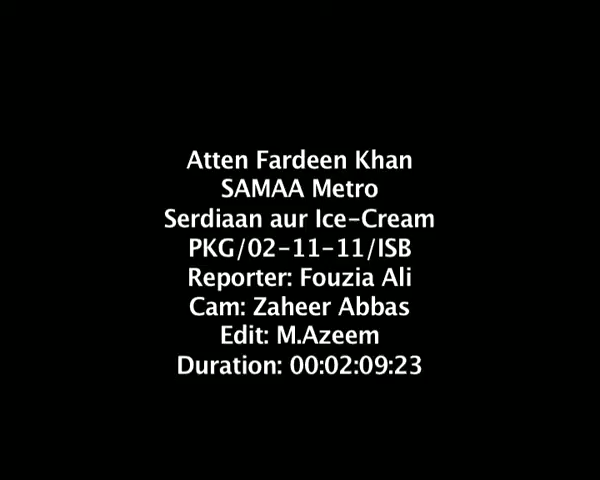 Atten Fardeen Khan
SAMAA Metro
Serdiaan aur Ice-Cream
PKG/02-11-11/ISB
Reporter: Fouzia Ali
Cam: Zaheer Abbas
Edit: M.Azeem
Duration: 00:02:09:23